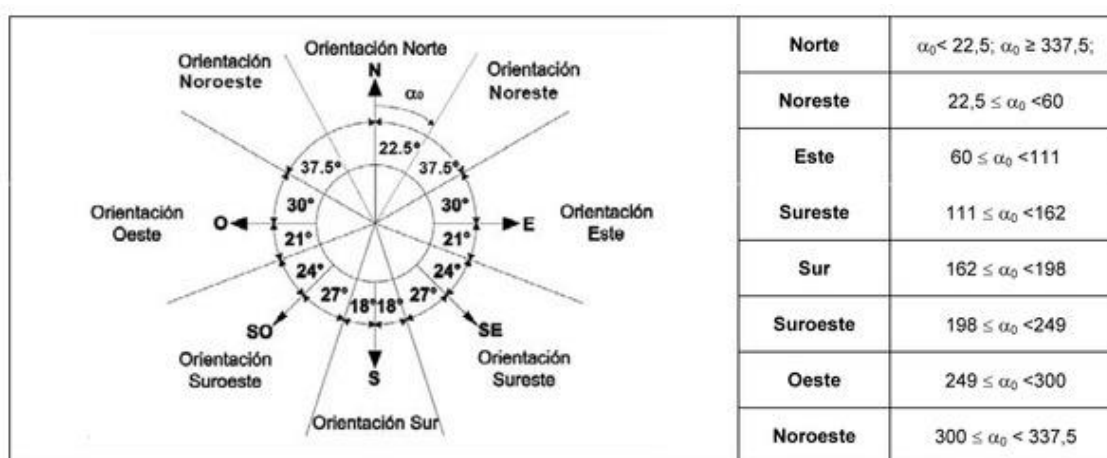 Orientación Norte
Orientación
Noroeste
N
Orientación
Noreste
α₀
22.5°
37.5°
37.5°
30°
30°
Orientación
Oeste
O
E
Orientación
Este
21°
21°
24°
24°
27°
18°
18°
27°
SO
SE
Orientación
Suroeste
S
Orientación
Sureste
Orientación Sur
Norte α₀< 22,5; α₀ ≥ 337,5;
Noreste 22,5 ≤ α₀ <60
Este 60 ≤ α₀ <111
Sureste 111 ≤ α₀ <162
Sur 162 ≤ α₀ <198
Suroeste 198 ≤ α₀ <249
Oeste 249 ≤ α₀ <300
Noroeste 300 ≤ α₀ < 337,5